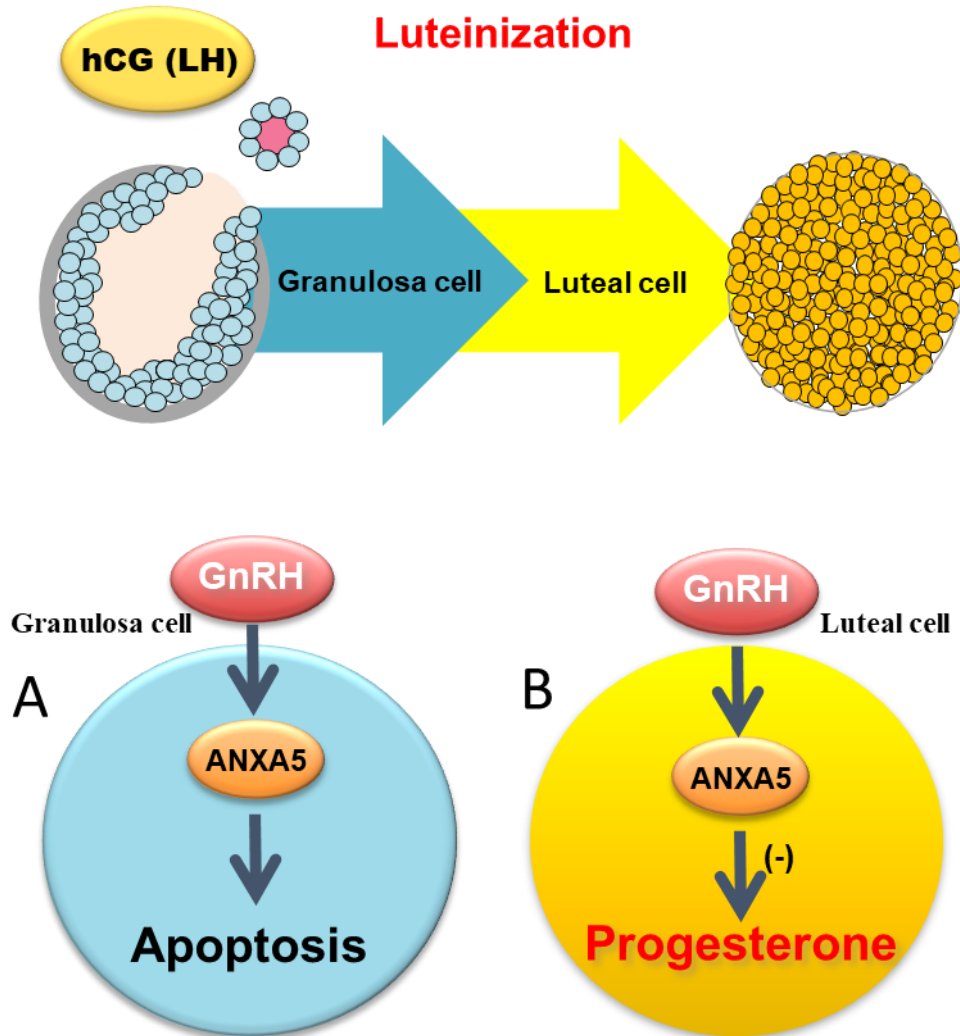 Luteinization
hCG (LH)
Granulosa cell
Luteal cell
GnRH
Granulosa cell
A
ANXA5
Apoptosis
GnRH
Luteal cell
B
ANXA5
(-)
Progesterone